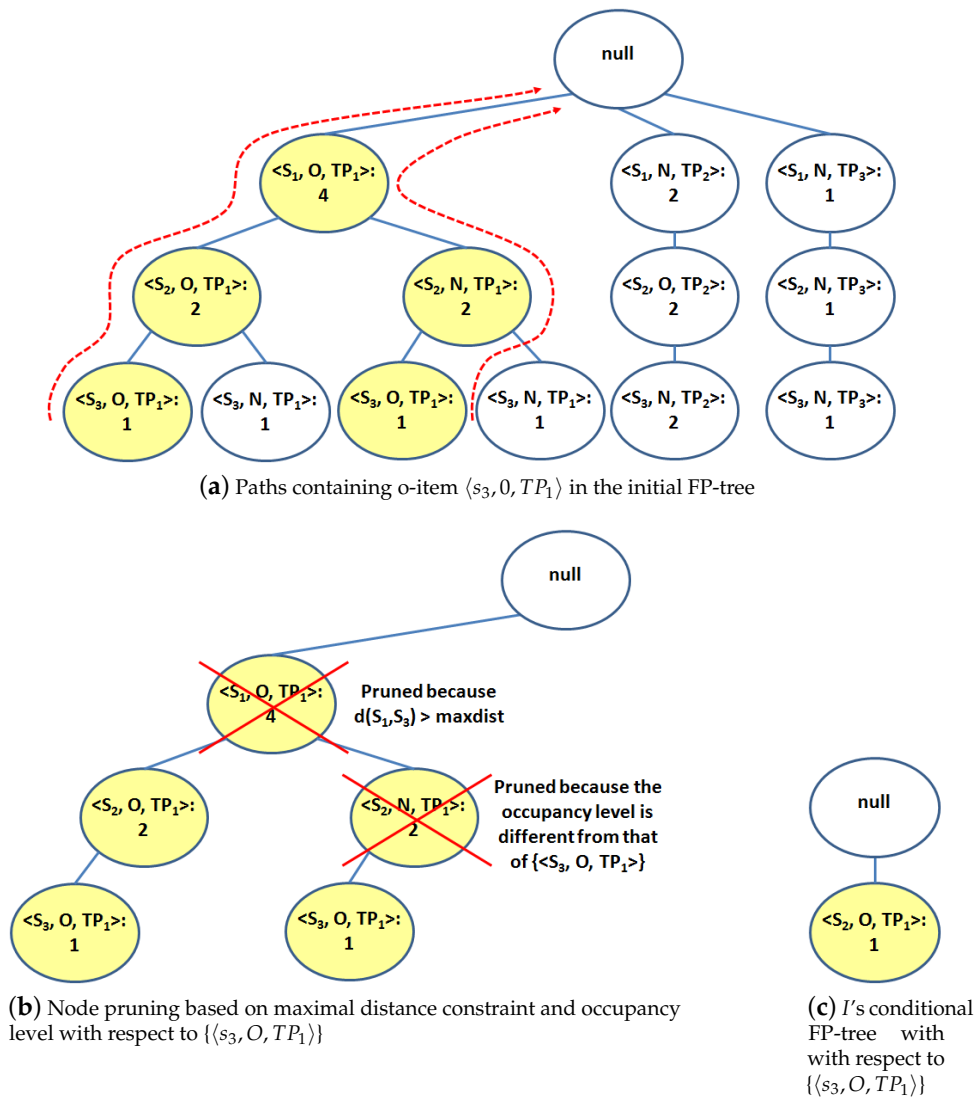 null
<S1, O, TP1>:
4
<S1, N, TP2>:
2
<S1, N, TP3>:
1
<S2, O, TP1>:
2
<S2, N, TP1>:
2
<S2, O, TP2>:
2
<S2, N, TP3>:
1
<S3, O, TP1>:
1
<S3, N, TP1>:
1
<S3, O, TP1>:
1
<S3, N, TP1>:
1
<S3, N, TP2>:
2
<S3, N, TP3>:
1
(a) Paths containing o-item ⟨s3, 0, TP1⟩ in the initial FP-tree
null
<S1, O, TP1>:
4
Pruned because
d(S1,S3) > maxdist
<S2, O, TP1>:
2
<S2, N, TP1>:
2
Pruned because the
occupancy level is
different from that
of {<S3, O, TP1>}
<S3, O, TP1>:
1
<S3, O, TP1>:
1
(b) Node pruning based on maximal distance constraint and occupancy
level with respect to {⟨s3, O, TP1⟩}
null
<S2, O, TP1>:
1
(c) I's conditional
FP-tree with
with respect to
{⟨s3, O, TP1⟩}